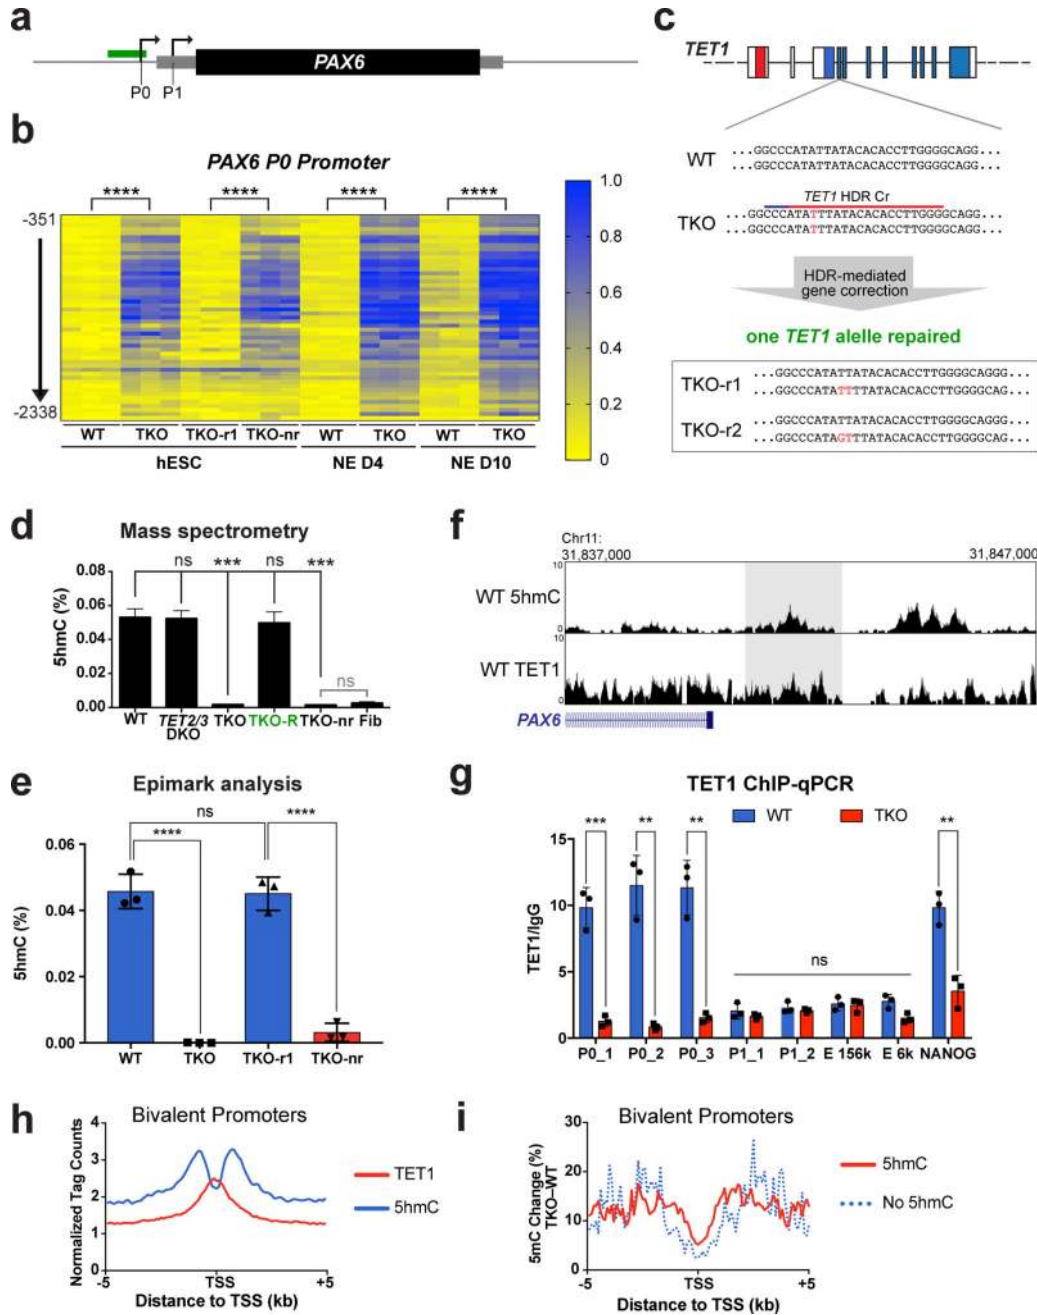 a
PAX6
P0
P1
b
PAX6 P0 Promoter
****
****
****
****
-351
-2338
WT
TKO
TKO-r1
TKO-nr
WT
TKO
WT
TKO
hESC
NE D4
NE D10
1.0
0.8
0.6
0.4
0.2
0
c
TET1
WT
...GGCCCATATTATACACACCTTGGGGCAGG...
...GGCCCATATTATACACACCTTGGGGCAGG...
TET1 HDR Cr
TKO
...GGCCCATATTTATACACACCTTGGGGCAGG...
...GGCCCATATTTATACACACCTTGGGGCAGG...
HDR-mediated
gene correction
one TET1 alelle repaired
TKO-r1
...GGCCCATATTATACACACCTTGGGGCAGGG...
...GGCCCATATTTTATACACACCTTGGGGCAG...
TKO-r2
...GGCCCATATTATACACACCTTGGGGCAGGG...
...GGCCCATAGTTTATACACACCTTGGGGCAG...
d
Mass spectrometry
ns
***
ns
***
ns
5hmC (%)
0.08
0.06
0.04
0.02
0.00
WT
TET2/3
DKO
TKO
TKO-R
TKO-nr
Fib
e
Epimark analysis
ns
****
****
5hmC (%)
0.06
0.04
0.02
0.00
WT
TKO
TKO-r1
TKO-nr
f
Chr11:
31,837,000
31,847,000
10
WT 5hmC
0
10
WT TET1
0
PAX6
g
TET1 ChIP-qPCR
WT
TKO
***
**
**
**
ns
TET1/IgG
15
10
5
0
P0_1
P0_2
P0_3
P1_1
P1_2
E 156k
E 6k
NANOG
h
Bivalent Promoters
Normalized Tag Counts
4
3
2
1
0
TET1
5hmC
-5
TSS
+5
Distance to TSS (kb)
i
Bivalent Promoters
5mC Change (%)
TKO–WT
30
20
10
0
5hmC
No 5hmC
-5
TSS
+5
Distance to TSS (kb)